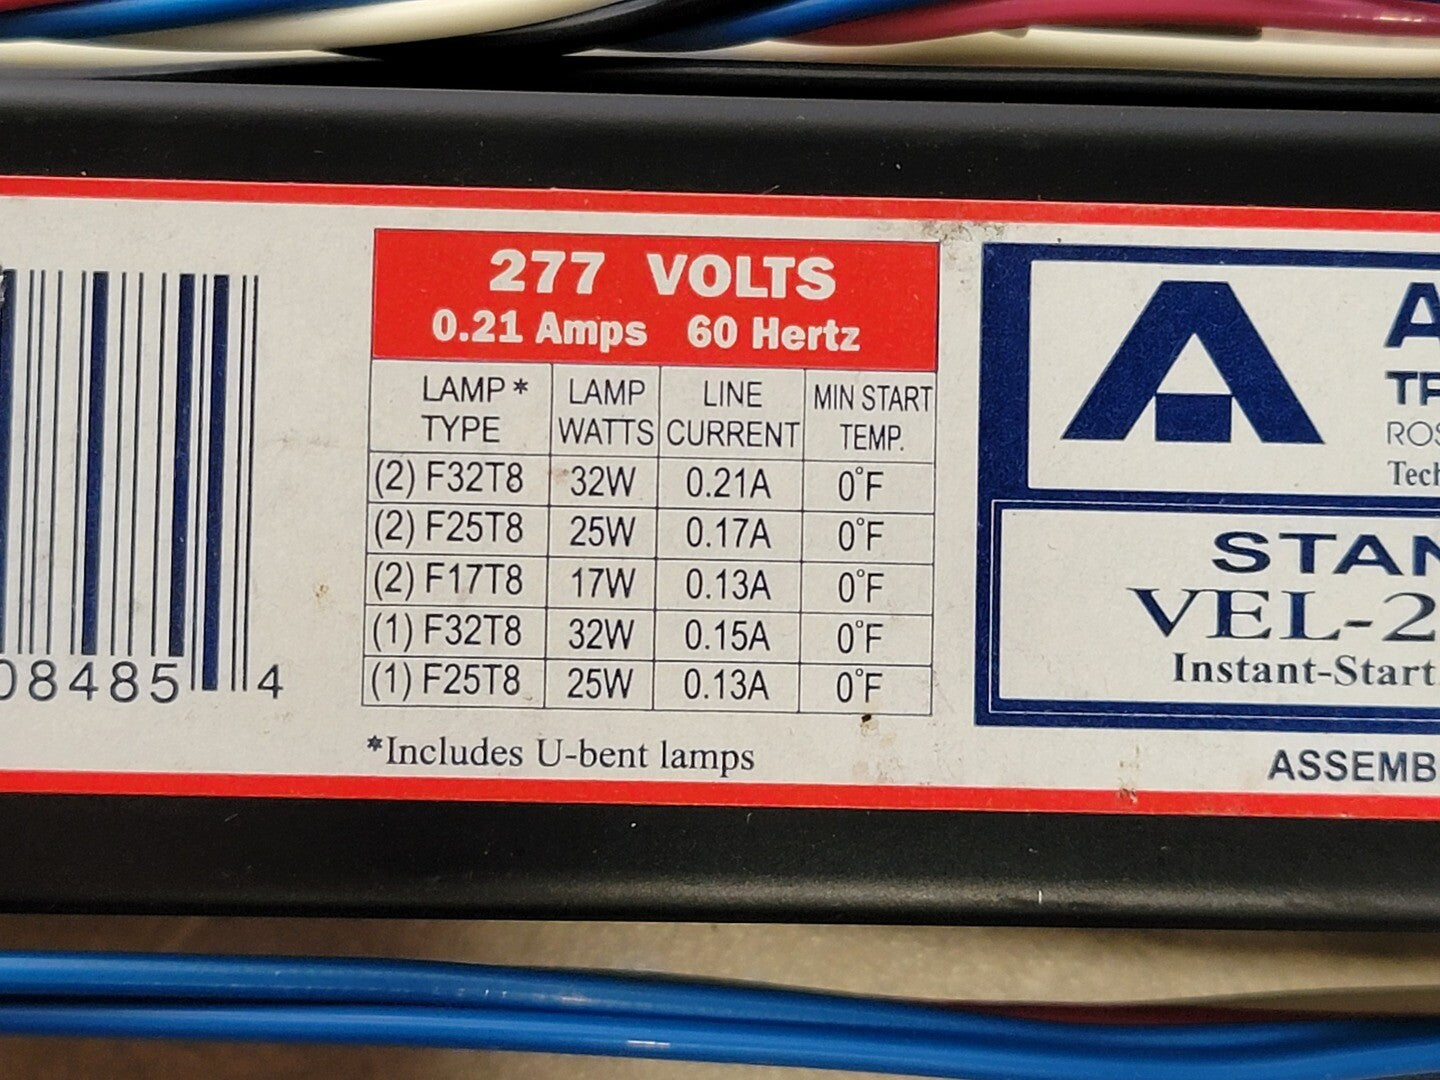 277 VOLTS
0.21 Amps 60 Hertz
LAMP* TYPE LAMP WATTS LINE CURRENT MIN START TEMP.
(2) F32T8 32W 0.21A 0°F
(2) F25T8 25W 0.17A 0°F
(2) F17T8 17W 0.13A 0°F
(1) F32T8 32W 0.15A 0°F
(1) F25T8 25W 0.13A 0°F
*Includes U-bent lamps
08485 4
A
Instant-Start